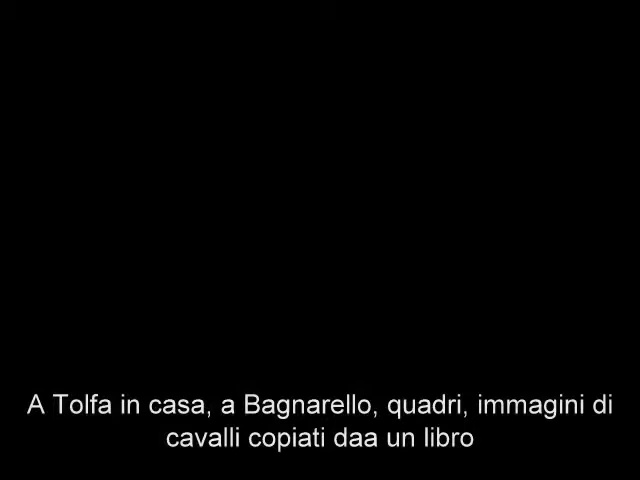 A Tolfa in casa, a Bagnarello, quadri, immagini di
cavalli copiati daa un libro